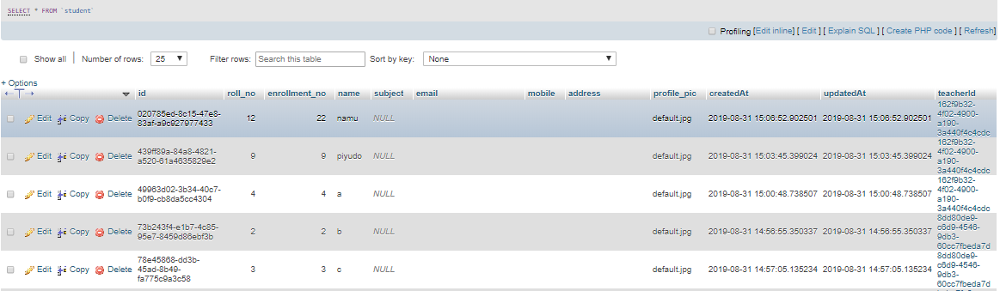 SELECT * FROM `student`
Profiling [Edit inline] [ Edit ] [ Explain SQL ] [ Create PHP code ] [ Refresh]
Show all | Number of rows: 25 Filter rows: Search this table Sort by key: None
+ Options
id roll_no enrollment_no name subject email mobile address profile_pic createdAt updatedAt teacherId
Edit Copy Delete 020785ed-8c15-47e8-83af-a9c927977433 12 22 namu NULL default.jpg 2019-08-31 15:06:52.902501 2019-08-31 15:06:52.902501 162f9b32-4f02-4900-a190-3a440f4c4cdc
Edit Copy Delete 439ff89a-84a8-4821-a520-61a4635829e2 9 9 piyudo NULL default.jpg 2019-08-31 15:03:45.399024 2019-08-31 15:03:45.399024 162f9b32-4f02-4900-a190-3a440f4c4cdc
Edit Copy Delete 49963d02-3b34-40c7-b0f9-cb8da5cc4304 4 4 a NULL default.jpg 2019-08-31 15:00:48.738507 2019-08-31 15:00:48.738507 162f9b32-4f02-4900-a190-3a440f4c4cdc
Edit Copy Delete 73b243f4-e1b7-4c85-95e7-8459d86ebf3b 2 2 b NULL default.jpg 2019-08-31 14:56:55.350337 2019-08-31 14:56:55.350337 8dd80de9-c6d9-4546-9db3-60cc7fbeda7d
Edit Copy Delete 78e45868-dd3b-45ad-8b49-fa775c9a3c58 3 3 c NULL default.jpg 2019-08-31 14:57:05.135234 2019-08-31 14:57:05.135234 8dd80de9-c6d9-4546-9db3-60cc7fbeda7d